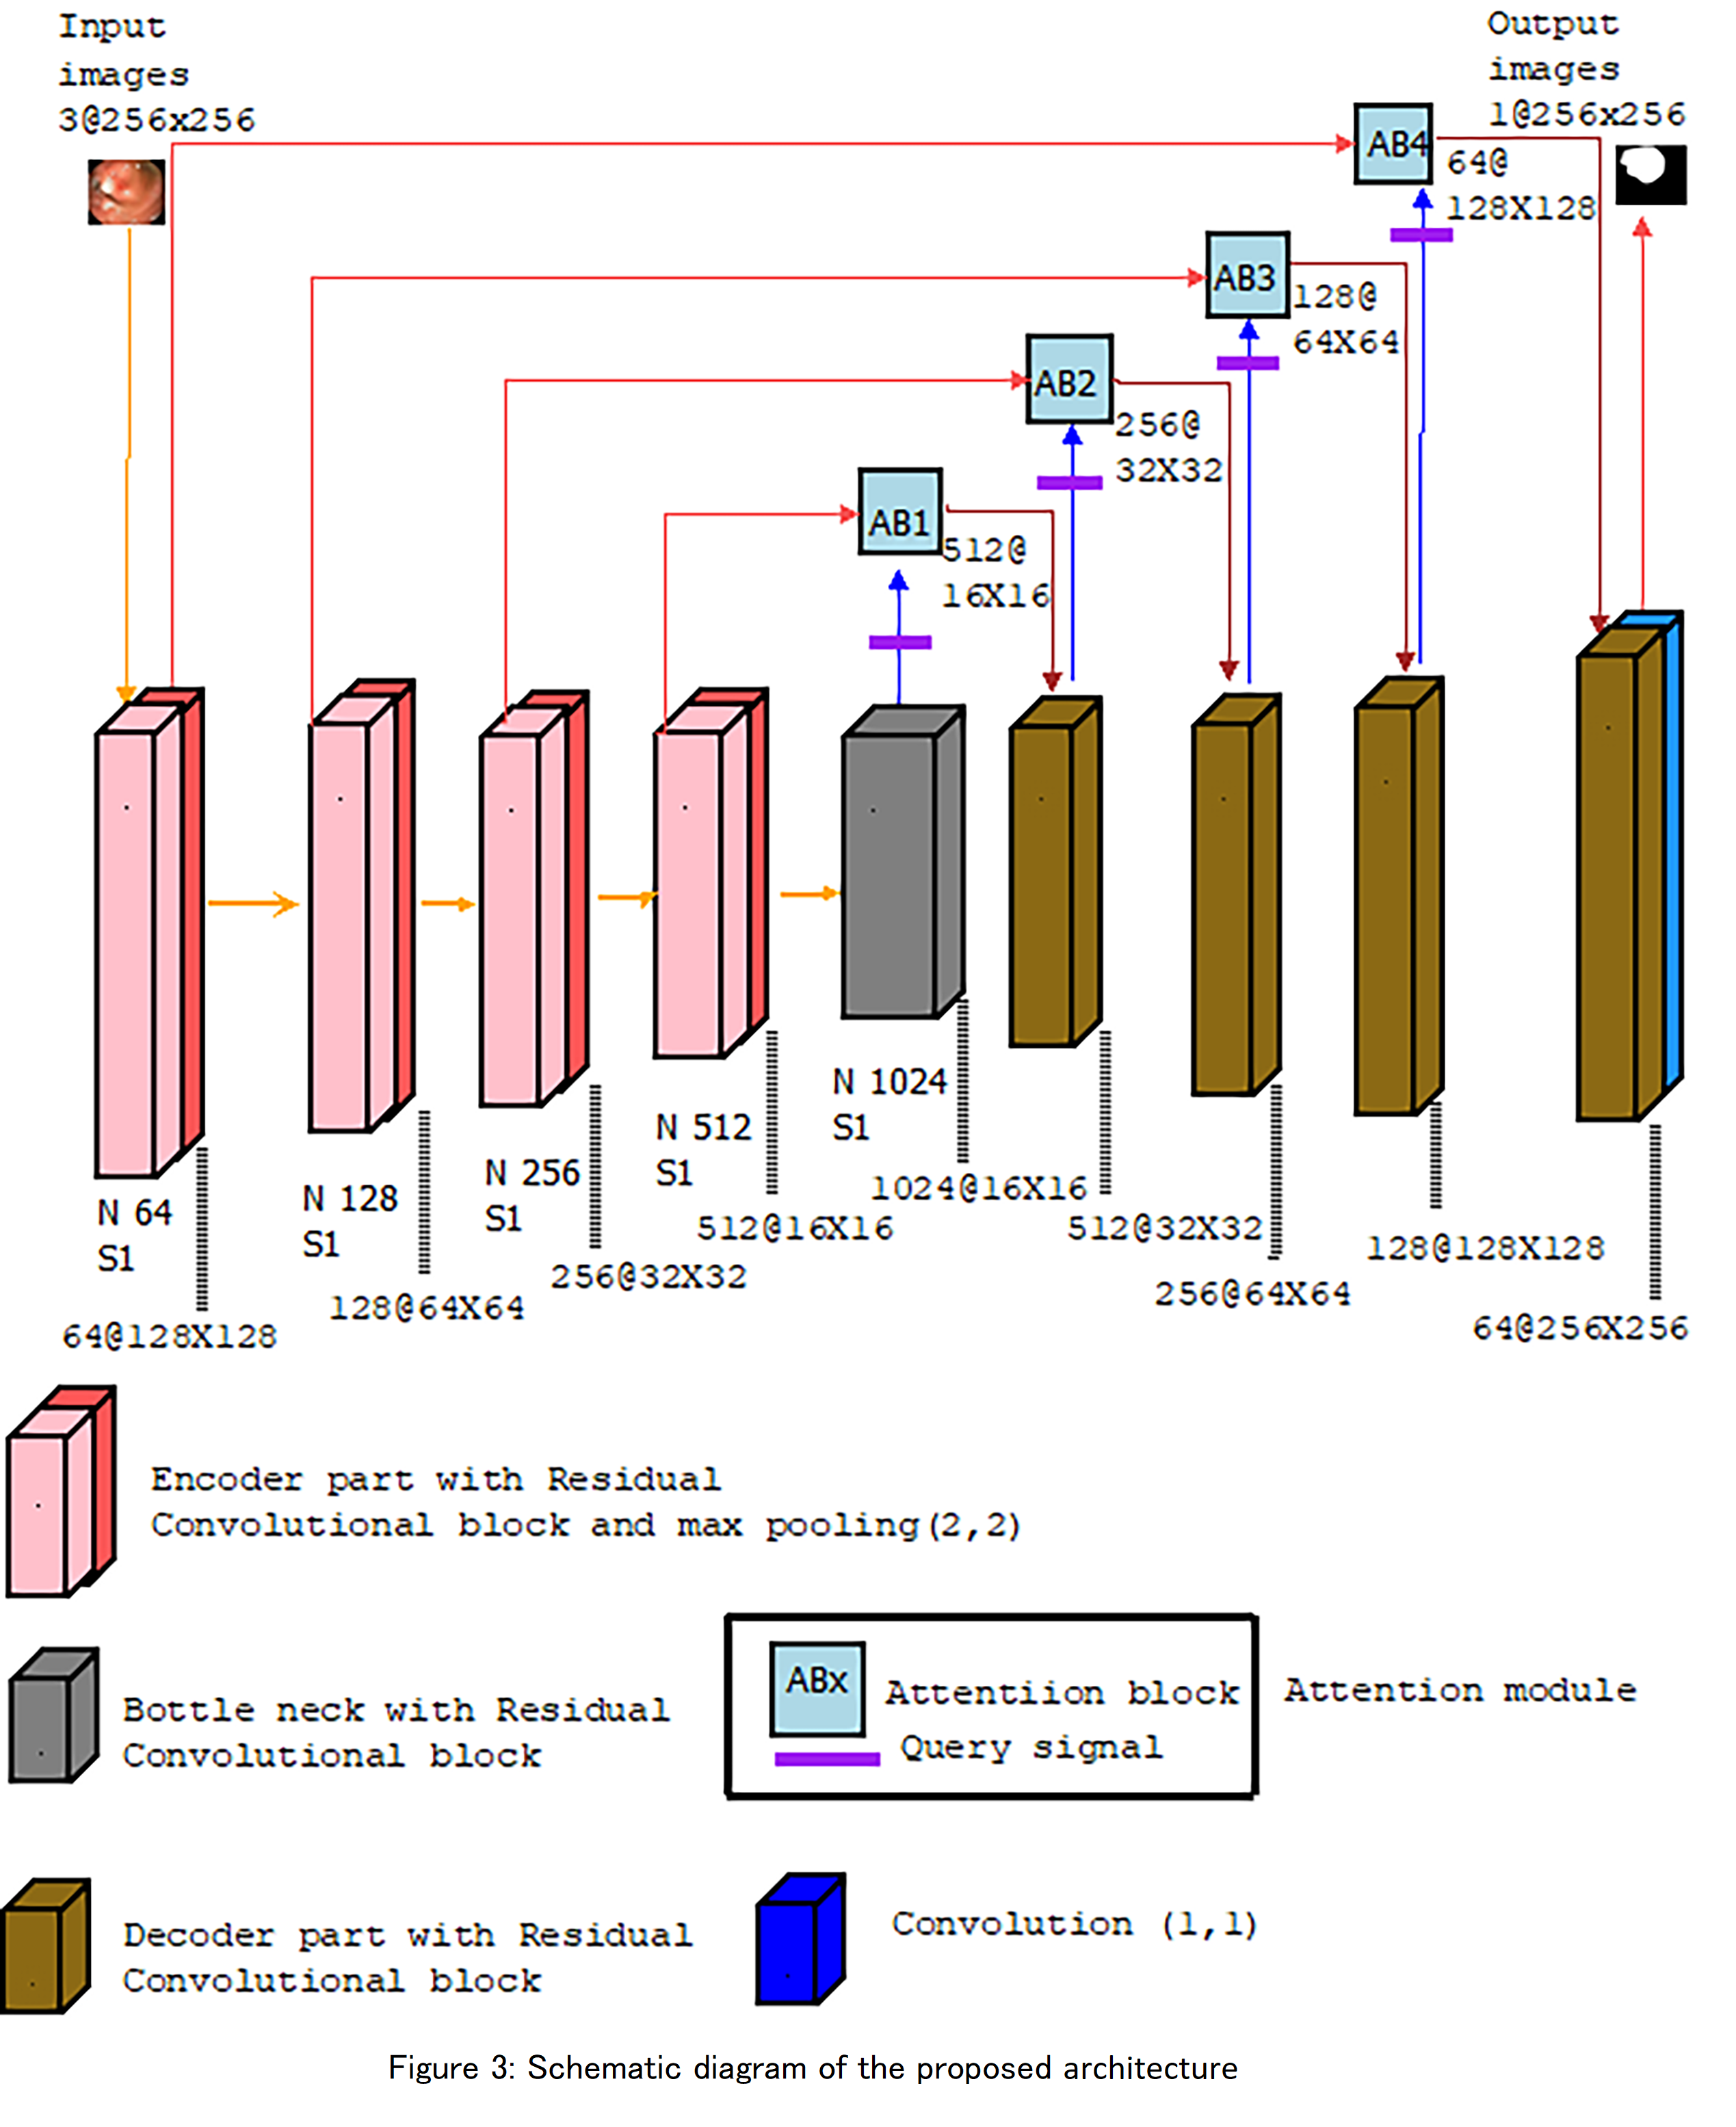 Input
images
3@256x256
Output
images
1@256x256
AB4
64@
128X128
AB3
128@
64X64
AB2
256@
32X32
AB1
512@
16X16
N 64
S1
64@128X128
N 128
S1
128@64X64
N 256
S1
256@32X32
N 512
S1
512@16X16
N 1024
S1
1024@16X16
512@32X32
256@64X64
128@128X128
64@256X256
Encoder part with Residual
Convolutional block and max pooling(2,2)
Bottle neck with Residual
Convolutional block
ABx
Attentiion block
Query signal
Attention module
Decoder part with Residual
Convolutional block
Convolution (1,1)
Figure 3: Schematic diagram of the proposed architecture